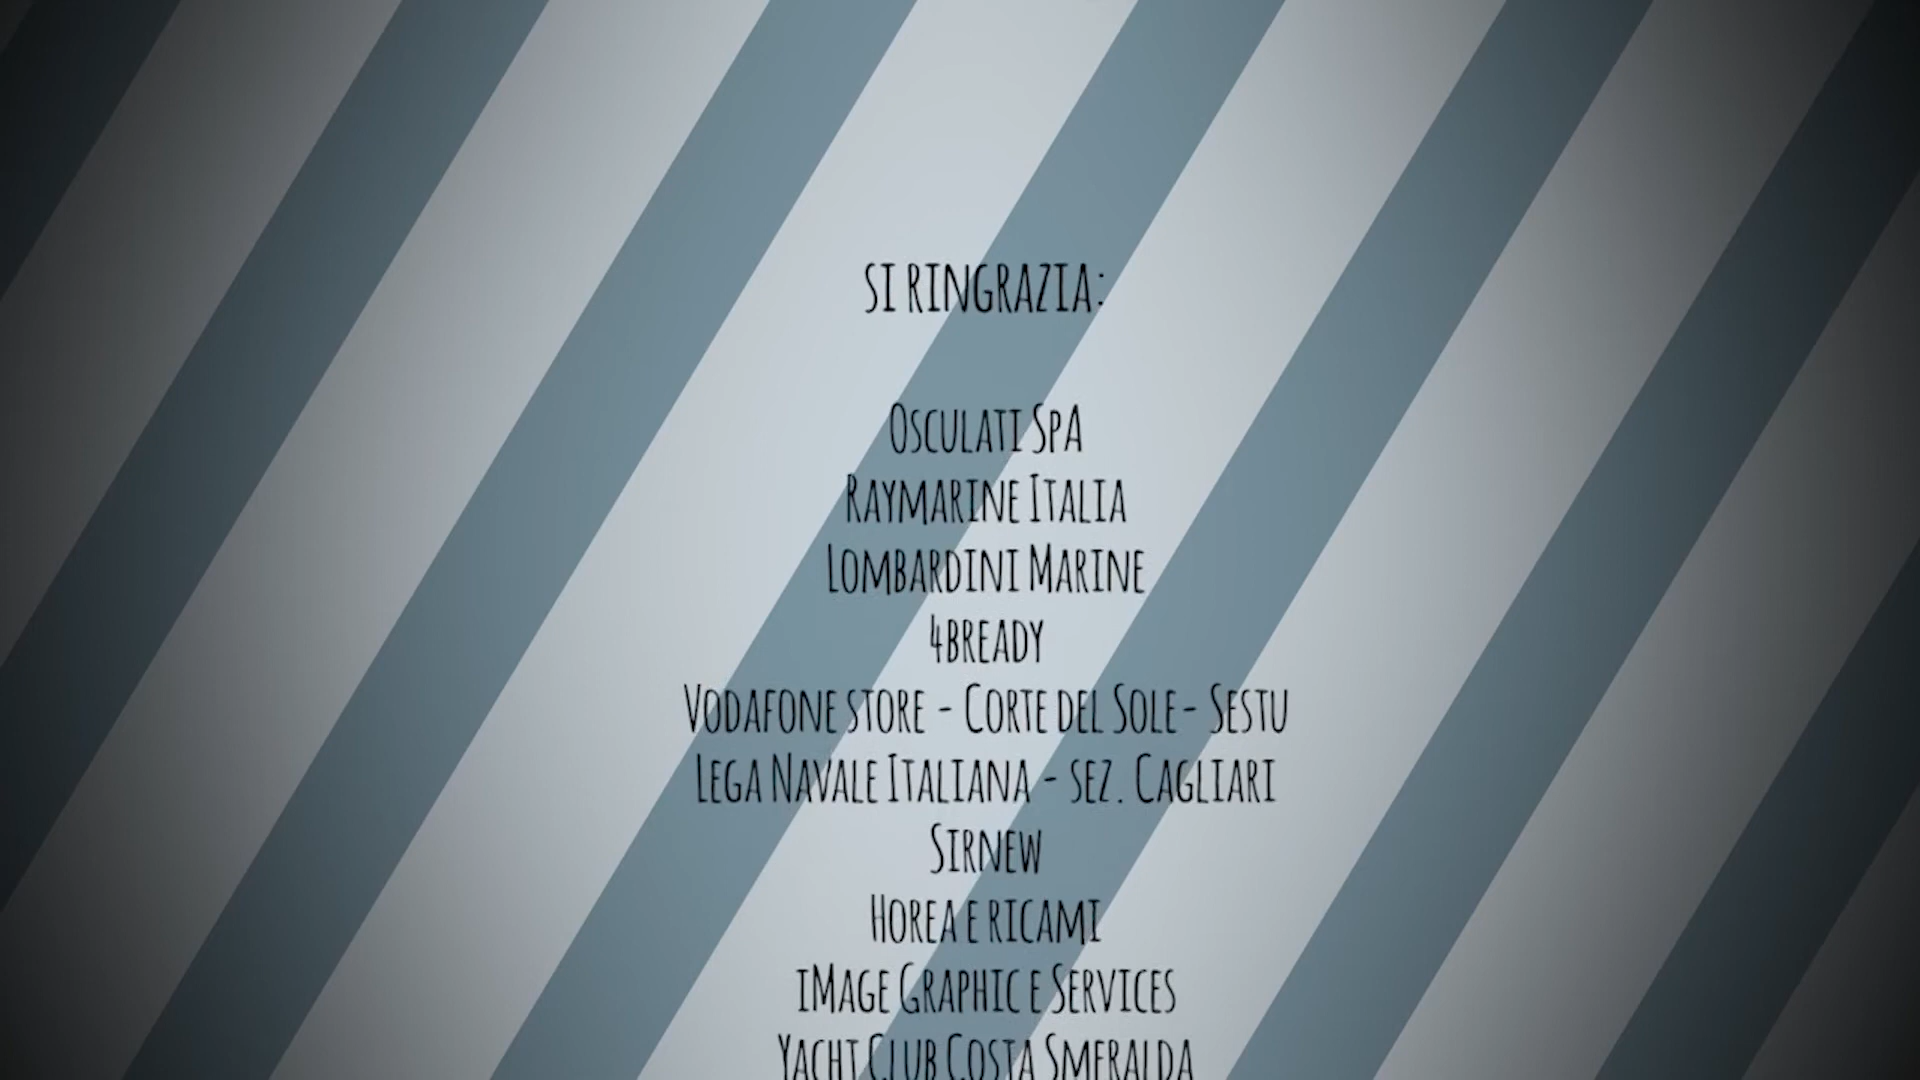 SI RINGRAZIA:
OSCULATI SPA
RAYMARINE ITALIA
LOMBARDINI MARINE
4BREADY
VODAFONE STORE - CORTE DEL SOLE- SESTU
LEGA NAVALE ITALIANA - SEZ. CAGLIARI
SIRNEW
HOREA E RICAMI
iMAGE GRAPHIC E SERVICES
YACHT CLUB COSTA SMERALDA